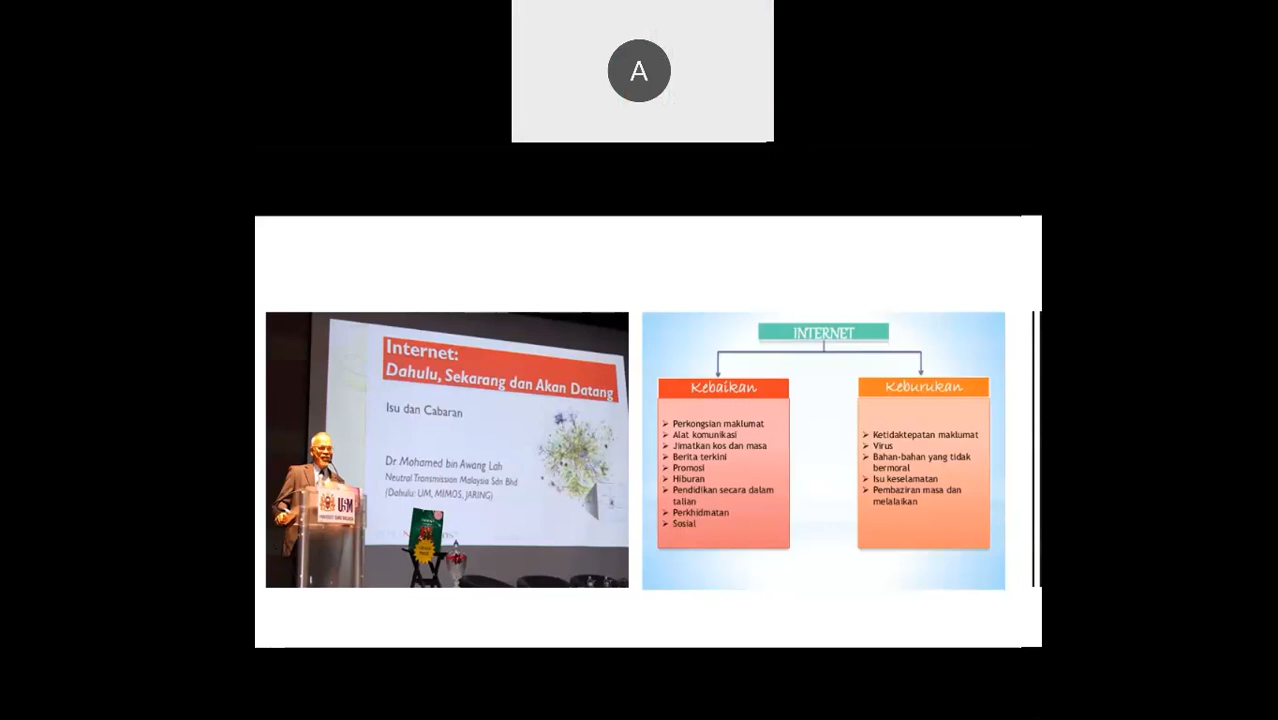 A
Internet:
Dahulu, Sekarang dan Akan Datang
Isu dan Cabaran
Dr Mohamed bin Awang Lah
Neutral Transmission Malaysia Sdn Bhd
(Dahulu: UM, MIMOS, JARING)
USM
INTERNET
Kebaikan
Perkongsian maklumat
Alat komunikasi
Jimatkan kos dan masa
Berita terkini
Promosi
Hiburan
Pendidikan secara dalam
talian
Perkhidmatan
Sosial
Keburukan
Ketidaktepatan maklumat
Virus
Bahan-bahan yang tidak
bermoral
Isu keselamatan
Pembaziran masa dan
melalaikan